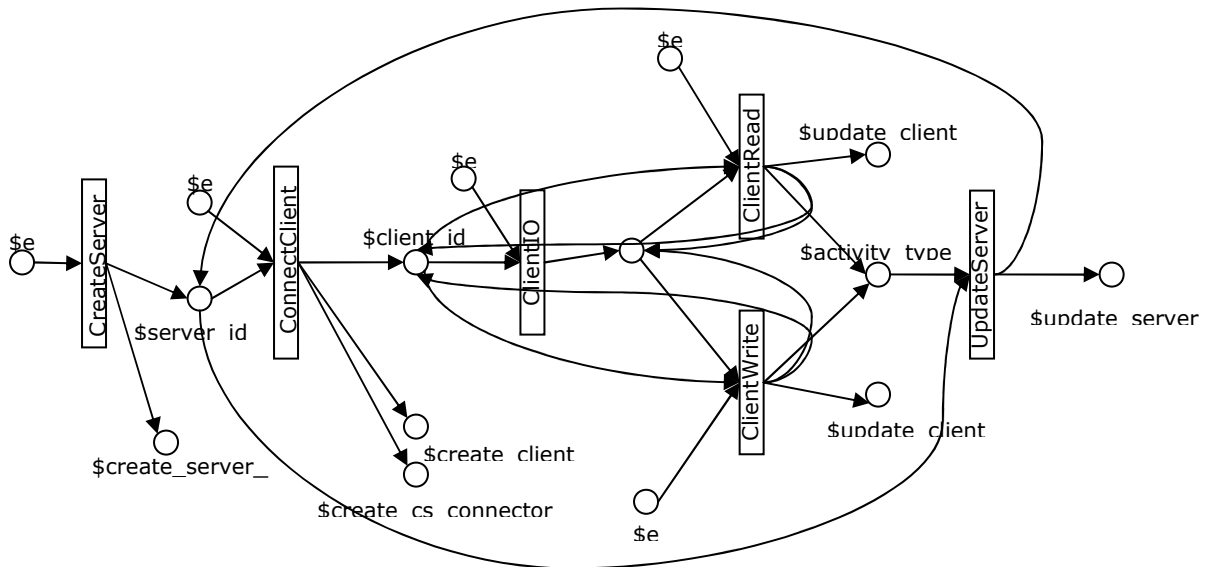 $e
CreateServer
$server_id
$create_server_
$e
ConnectClient
$client_id
$create_client
$create_cs_connector
$e
ClientIO
$e
ClientRead
$update_client
$activity_type
ClientWrite
$update_client
$e
UpdateServer
$update_server